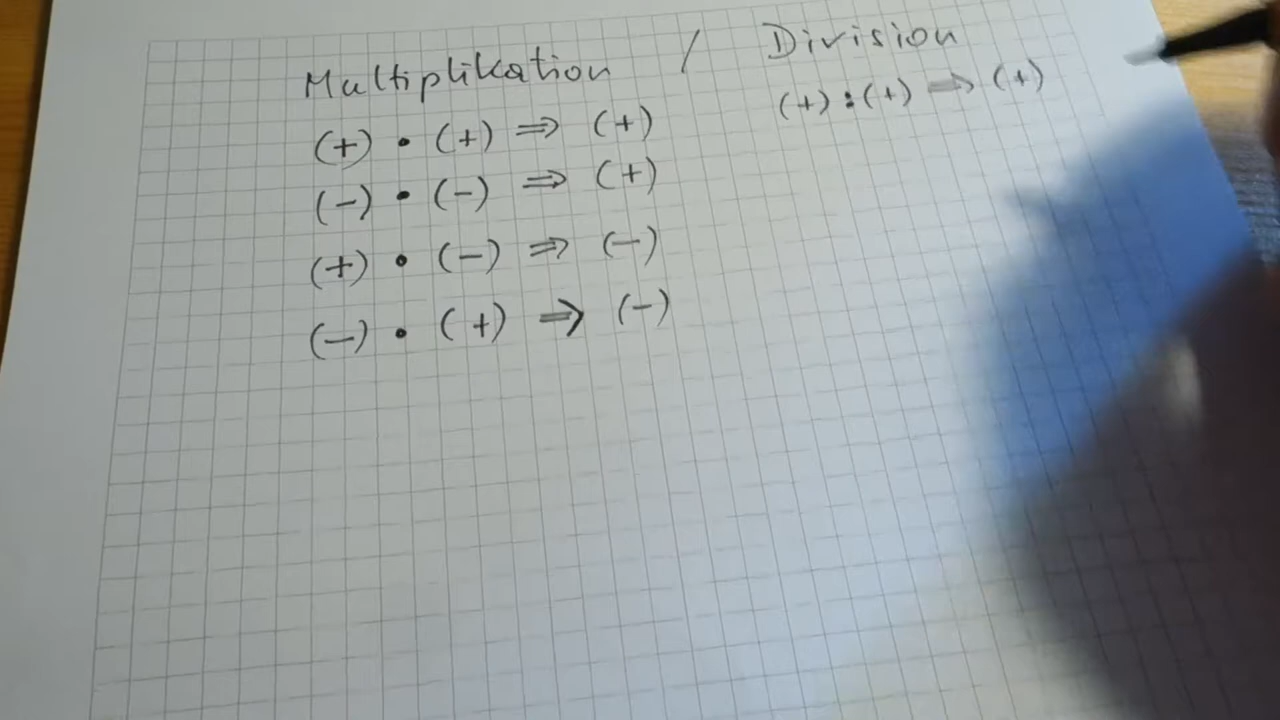 Multiplikation / Division
(+) • (+) ⇒ (+)
(-) • (-) ⇒ (+)
(+) • (-) ⇒ (-)
(-) • (+) ⇒ (-)
(+) : (+) ⇒ (+)